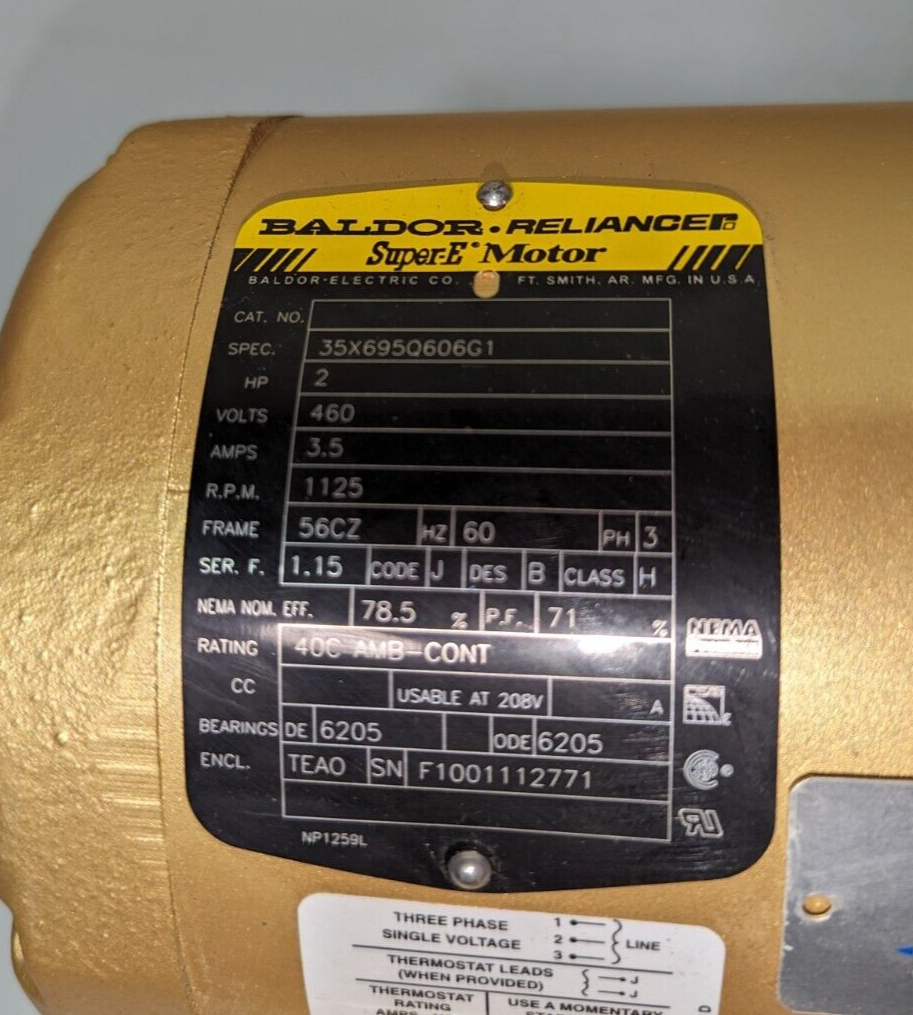 BALDOR • RELIANCER
Super-E® Motor
BALDOR•ELECTRIC CO. FT. SMITH, AR. MFG. IN U.S.A.
CAT. NO.
SPEC. 35X695Q606G1
HP 2
VOLTS 460
AMPS 3.5
R.P.M. 1125
FRAME 56CZ HZ 60 PH 3
SER. F. 1.15 CODE J DES B CLASS H
NEMA NOM. EFF. 78.5 % P.F. 71 %
NEMA
RATING 40C AMB-CONT
CC USABLE AT 208V A
BEARINGS DE 6205 ODE 6205
ENCL. TEAO SN F1001112771
NP1259L
THREE PHASE 1
SINGLE VOLTAGE 2 LINE
3
THERMOSTAT LEADS J
(WHEN PROVIDED) J
THERMOSTAT USE A MOMENTARY
RATING